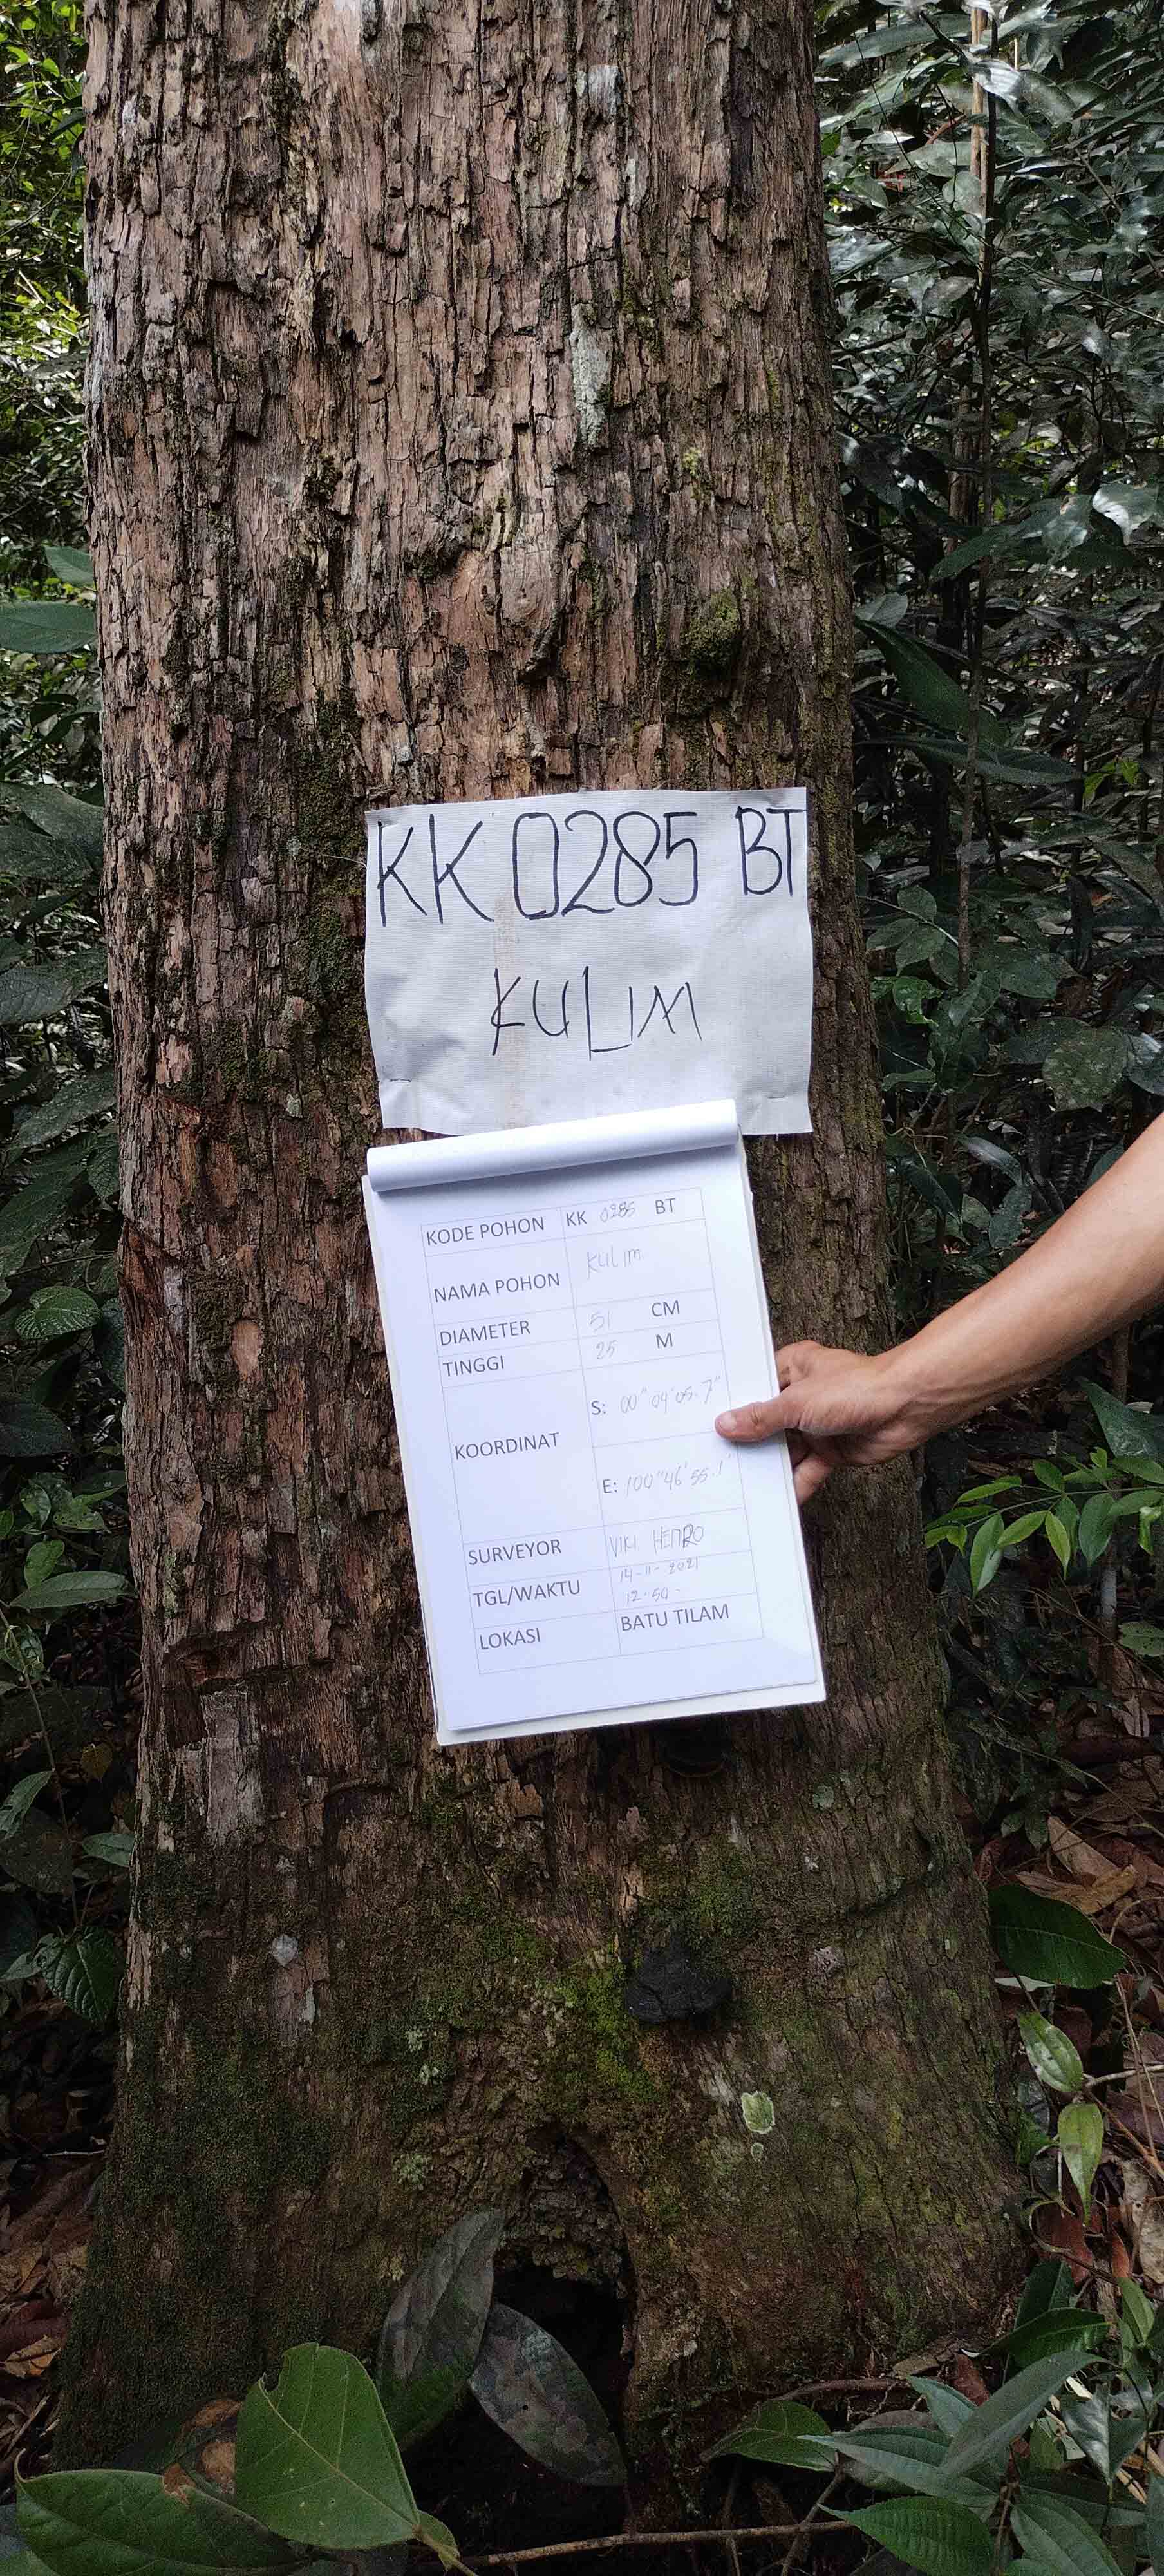 KK 0285 BT
KULIM
KODE POHON KK 0285 BT
NAMA POHON KULIM
DIAMETER 51 CM
TINGGI 25 M
KOORDINAT S: 00" 04' 05.7"
E: 100" 46' 55.1"
SURVEYOR VIKI HENDRO
TGL/WAKTU 14-11-2021
12.50
LOKASI BATU TILAM